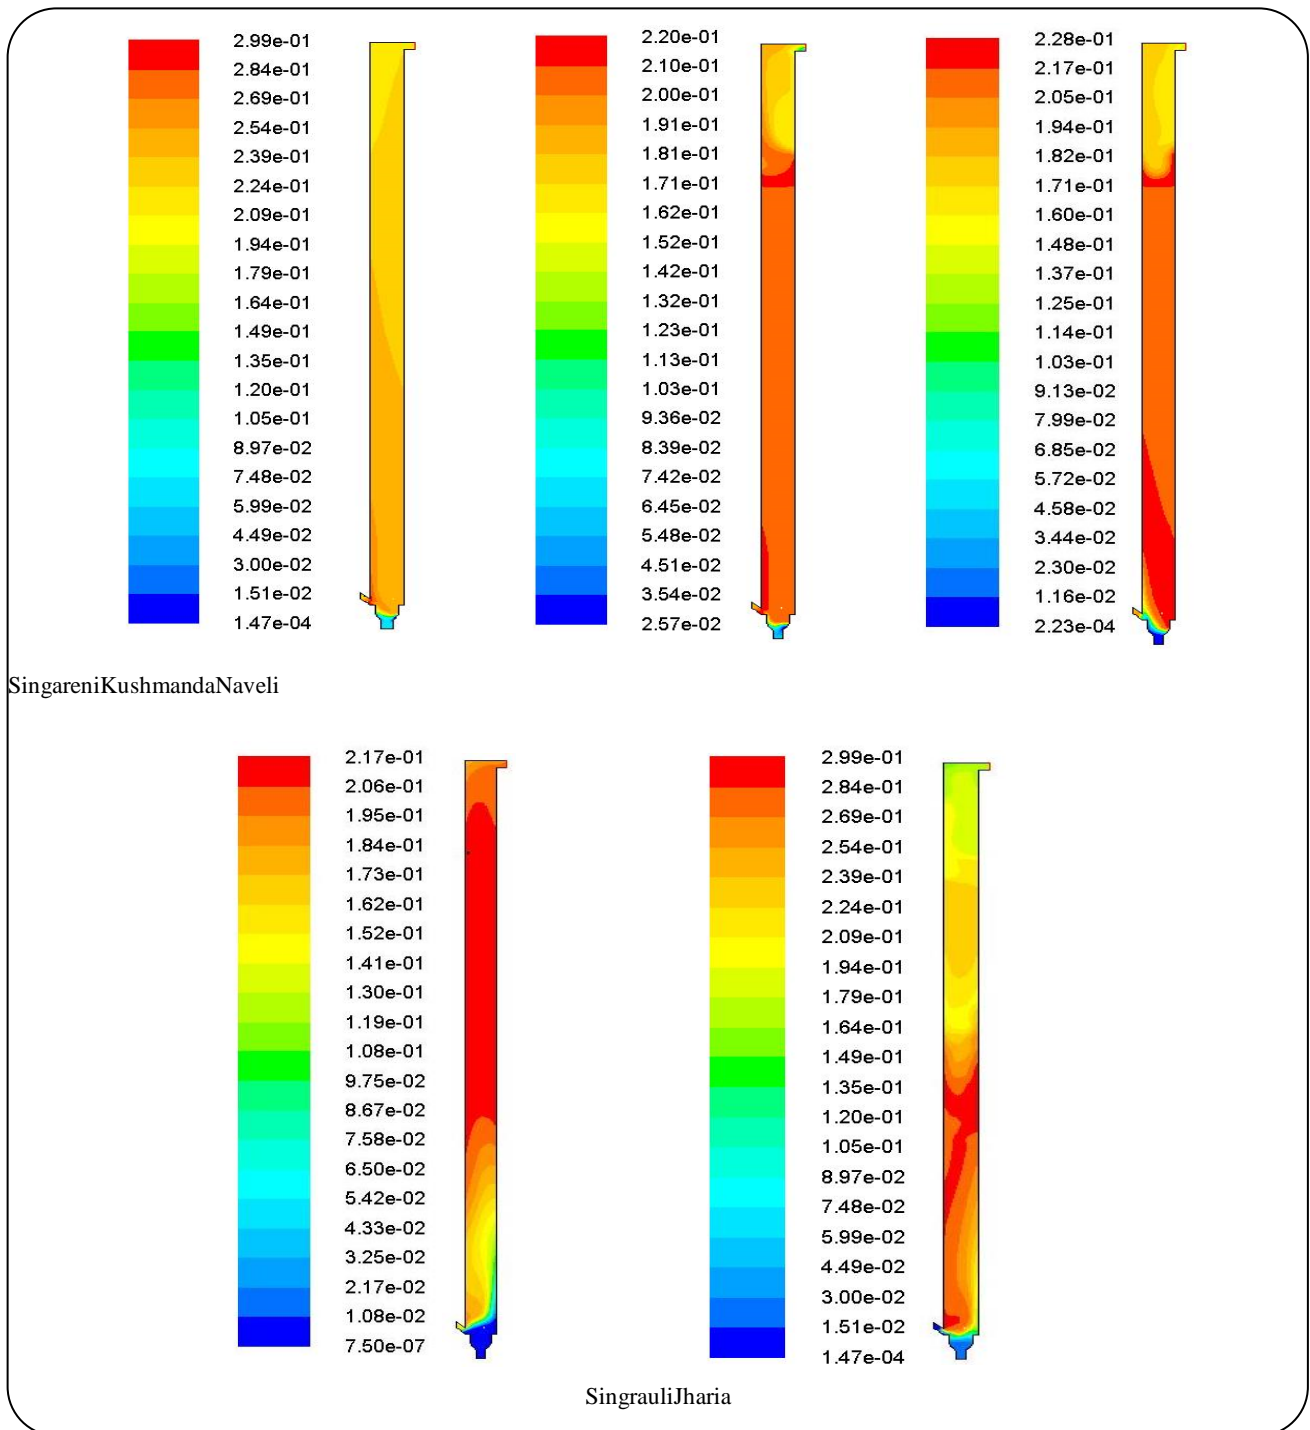 2.99e-01
2.84e-01
2.69e-01
2.54e-01
2.39e-01
2.24e-01
2.09e-01
1.94e-01
1.79e-01
1.64e-01
1.49e-01
1.35e-01
1.20e-01
1.05e-01
8.97e-02
7.48e-02
5.99e-02
4.49e-02
3.00e-02
1.51e-02
1.47e-04
2.20e-01
2.10e-01
2.00e-01
1.91e-01
1.81e-01
1.71e-01
1.62e-01
1.52e-01
1.42e-01
1.32e-01
1.23e-01
1.13e-01
1.03e-01
9.36e-02
8.39e-02
7.42e-02
6.45e-02
5.48e-02
4.51e-02
3.54e-02
2.57e-02
2.28e-01
2.17e-01
2.05e-01
1.94e-01
1.82e-01
1.71e-01
1.60e-01
1.48e-01
1.37e-01
1.25e-01
1.14e-01
1.03e-01
9.13e-02
7.99e-02
6.85e-02
5.72e-02
4.58e-02
3.44e-02
2.30e-02
1.16e-02
2.23e-04
SingareniKushmandaNaveli
2.17e-01
2.06e-01
1.95e-01
1.84e-01
1.73e-01
1.62e-01
1.52e-01
1.41e-01
1.30e-01
1.19e-01
1.08e-01
9.75e-02
8.67e-02
7.58e-02
6.50e-02
5.42e-02
4.33e-02
3.25e-02
2.17e-02
1.08e-02
7.50e-07
2.99e-01
2.84e-01
2.69e-01
2.54e-01
2.39e-01
2.24e-01
2.09e-01
1.94e-01
1.79e-01
1.64e-01
1.49e-01
1.35e-01
1.20e-01
1.05e-01
8.97e-02
7.48e-02
5.99e-02
4.49e-02
3.00e-02
1.51e-02
1.47e-04
SingrauliJharia